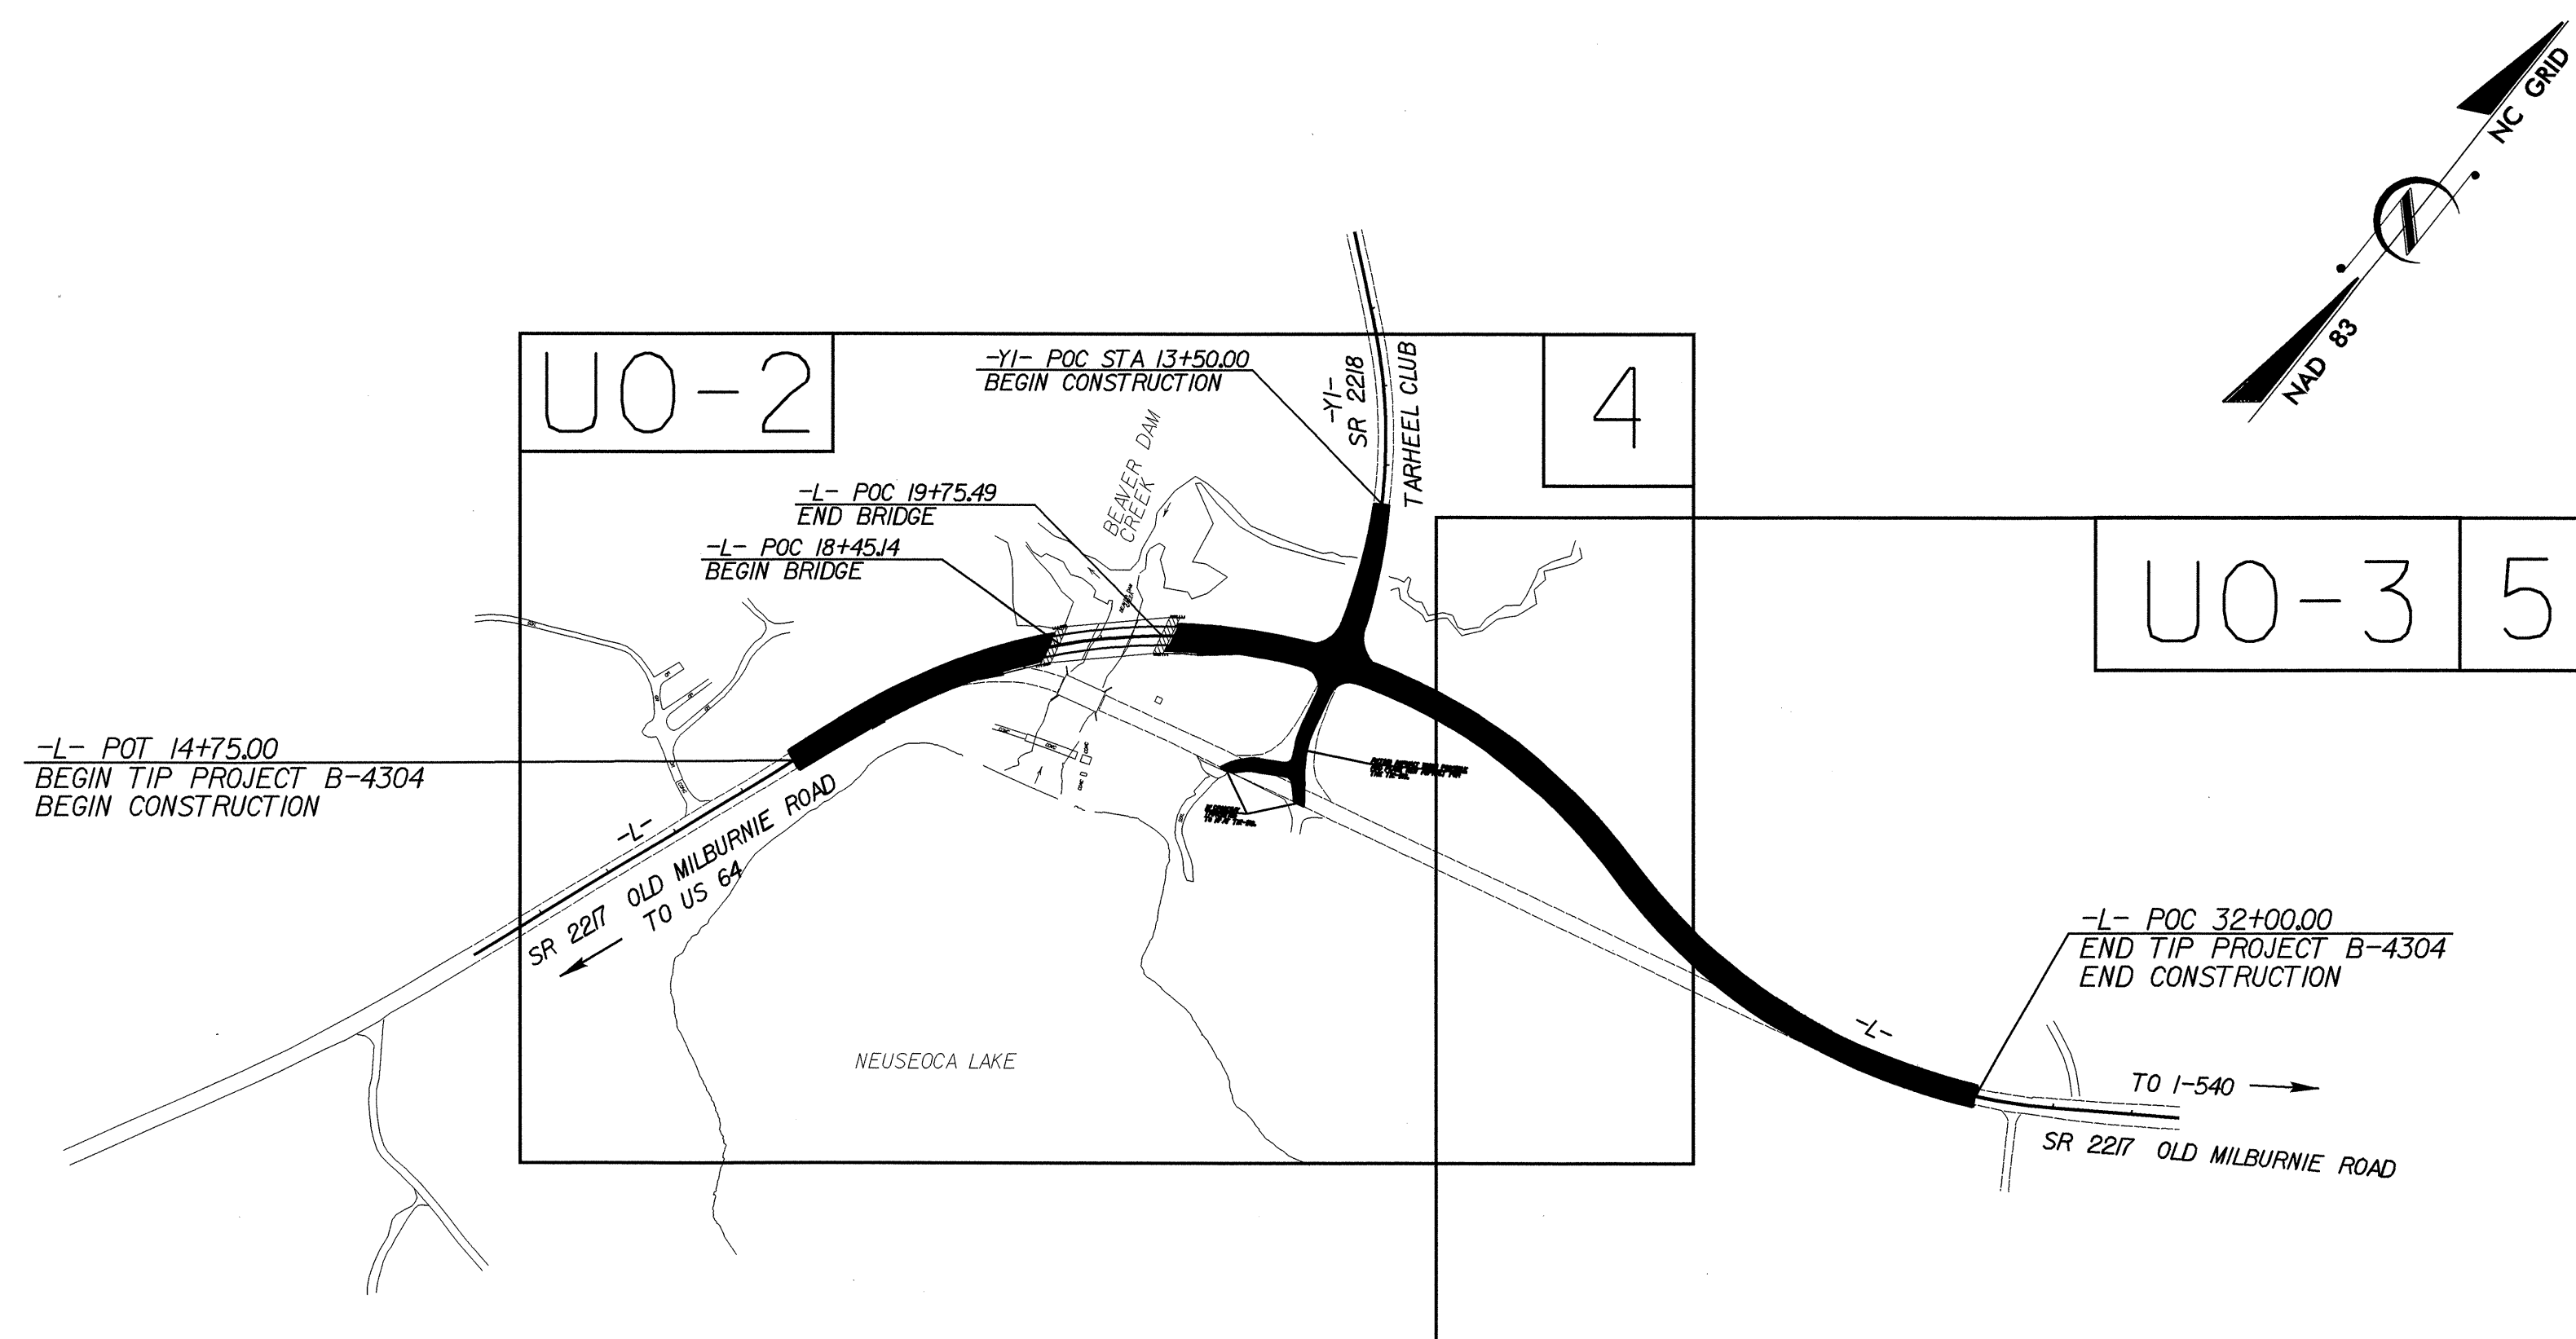 NC GRID
NAD 83
UO-2
4
-Y1- POC STA 13+50.00
BEGIN CONSTRUCTION
-Y1-
SR 2218
TARHEEL CLUB
BEAVER DAM
CREEK
-L- POC 19+75.49
END BRIDGE
-L- POC 18+45.14
BEGIN BRIDGE
UO-3
5
-L- POT 14+75.00
BEGIN TIP PROJECT B-4304
BEGIN CONSTRUCTION
-L-
SR 2217 OLD MILBURNIE ROAD
TO US 64
NEUSEOCA LAKE
-L- POC 32+00.00
END TIP PROJECT B-4304
END CONSTRUCTION
-L-
TO I-540
SR 2217 OLD MILBURNIE ROAD